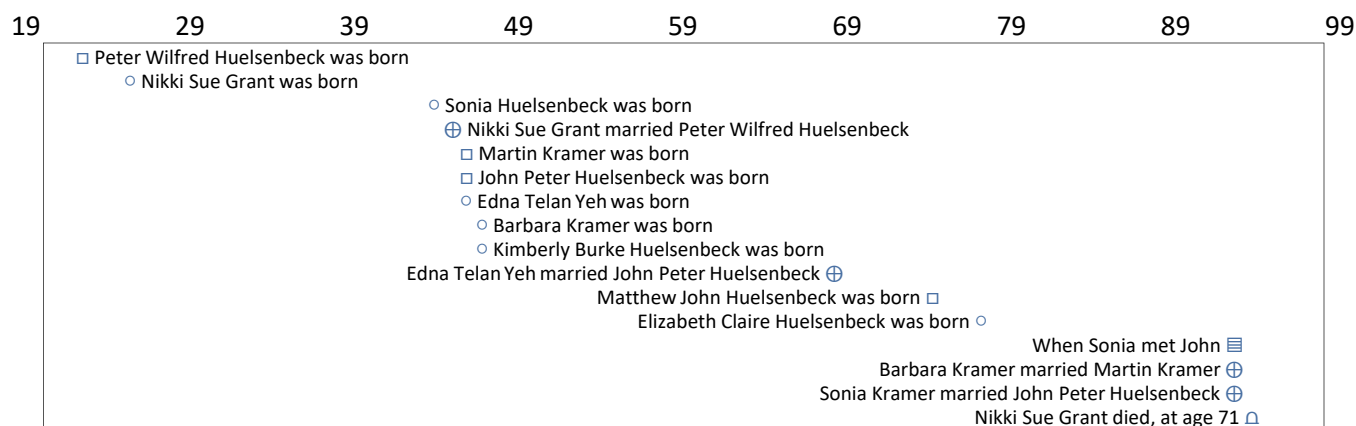 19 29 39 49 59 69 79 89 99
Peter Wilfred Huelsenbeck was born
Nikki Sue Grant was born
Sonia Huelsenbeck was born
Nikki Sue Grant married Peter Wilfred Huelsenbeck
Martin Kramer was born
John Peter Huelsenbeck was born
Edna Telan Yeh was born
Barbara Kramer was born
Kimberly Burke Huelsenbeck was born
Edna Telan Yeh married John Peter Huelsenbeck
Matthew John Huelsenbeck was born
Elizabeth Claire Huelsenbeck was born
When Sonia met John
Barbara Kramer married Martin Kramer
Sonia Kramer married John Peter Huelsenbeck
Nikki Sue Grant died, at age 71